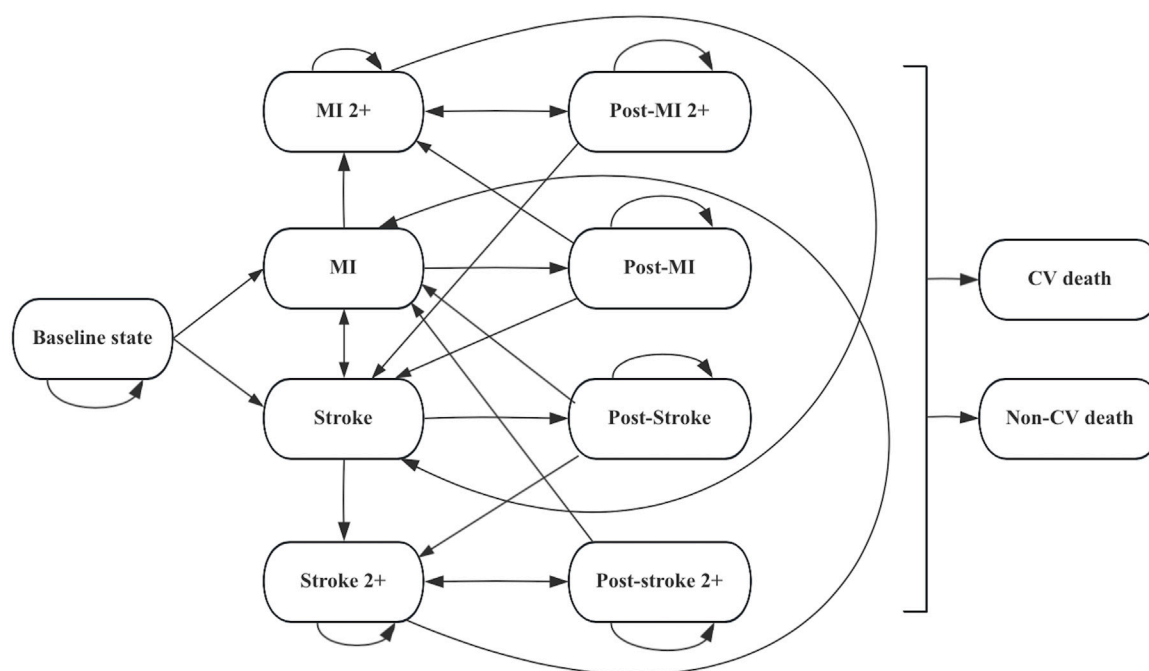 MI 2+
Post-MI 2+
MI
Post-MI
CV death
Baseline state
Stroke
Post-Stroke
Non-CV death
Stroke 2+
Post-stroke 2+